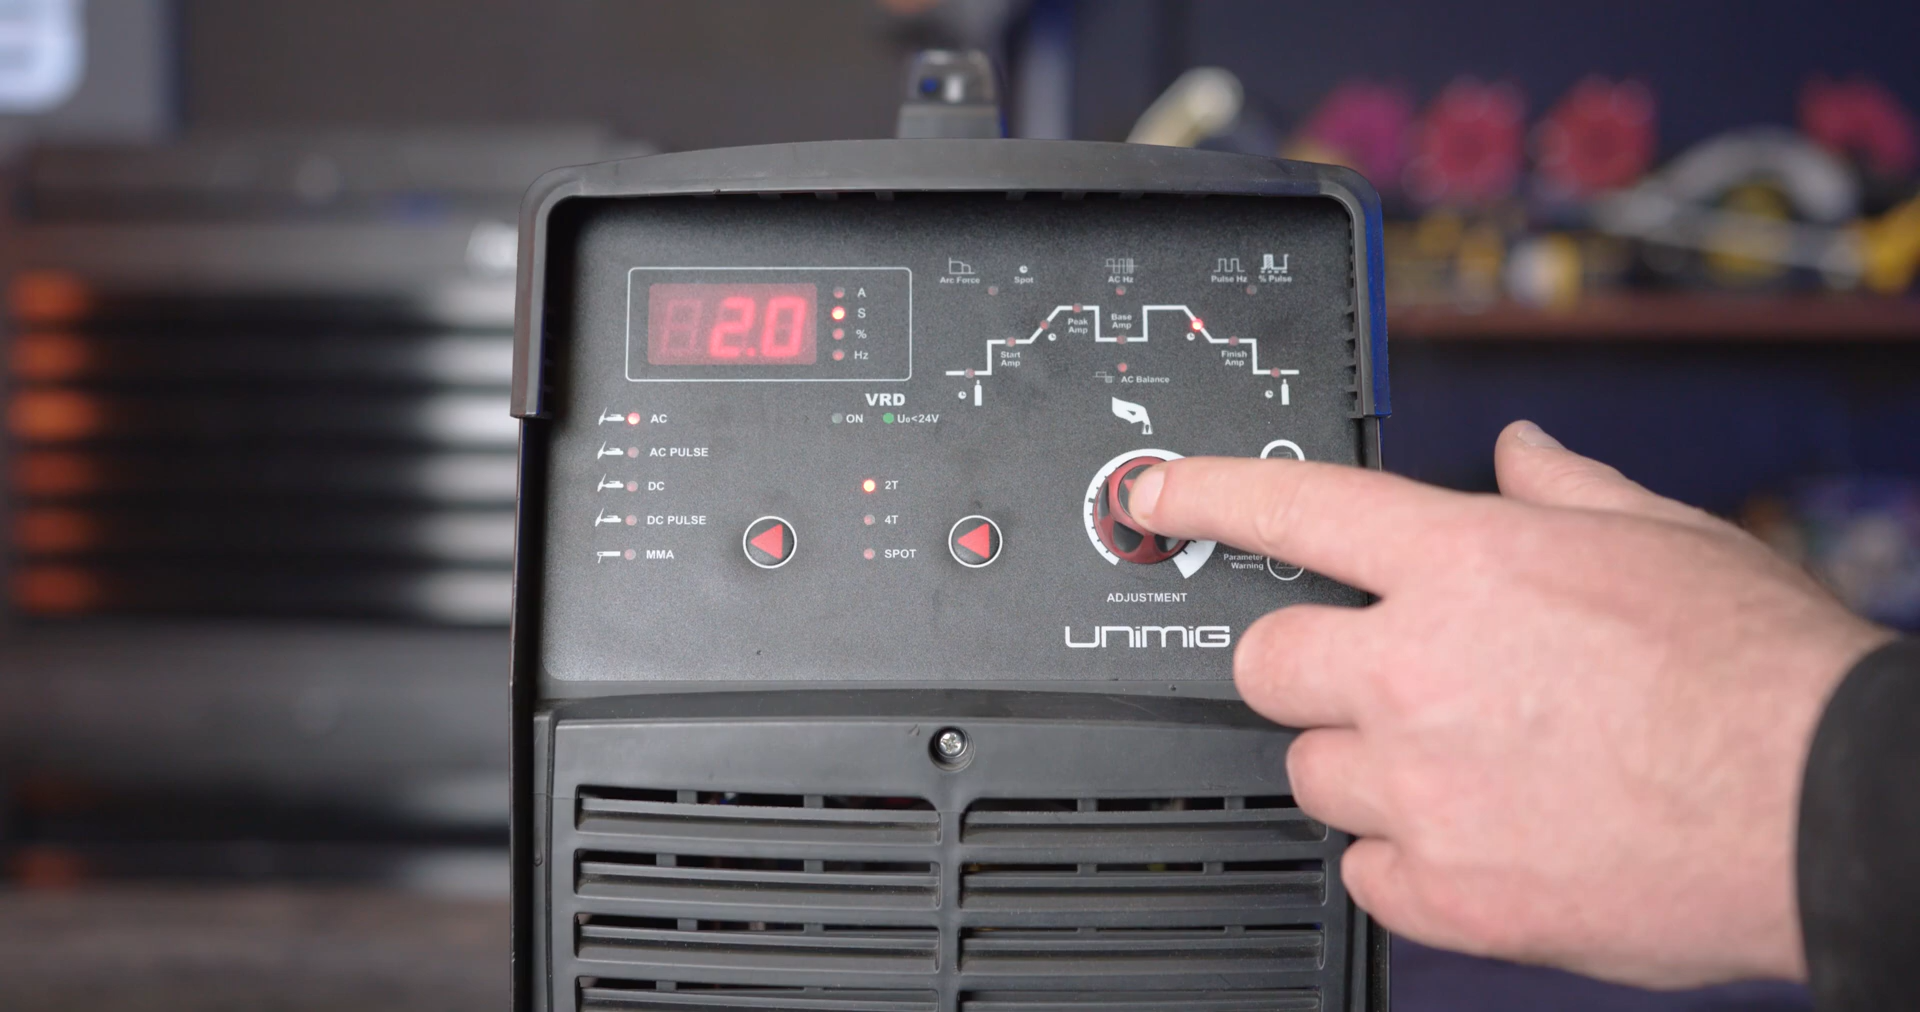 2.0
A
S
%
Hz
Arc Force
Spot
AC Hz
Pulse Hz
% Pulse
Start
Amp
Peak
Amp
Base
Amp
Finish
Amp
AC Balance
VRD
ON
U₀<24V
AC
AC PULSE
DC
DC PULSE
MMA
2T
4T
SPOT
Parameter
Warning
ADJUSTMENT
UNIMIG